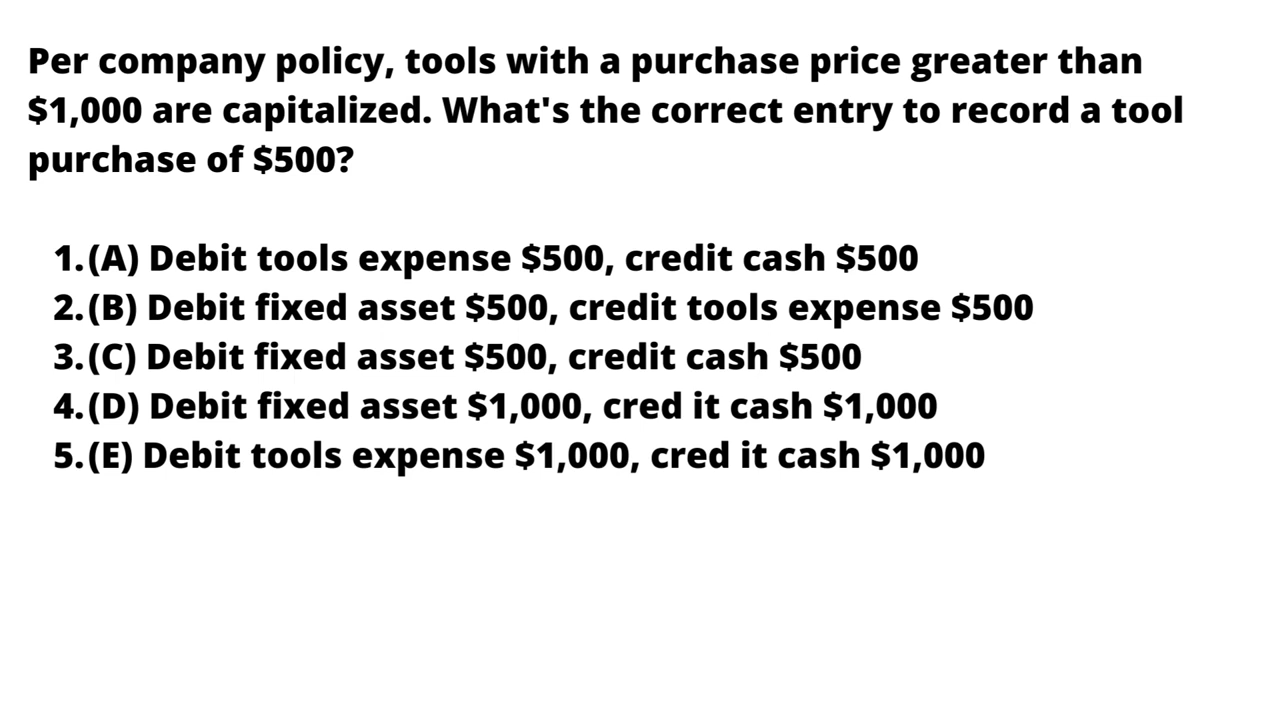 Per company policy, tools with a purchase price greater than
$1,000 are capitalized. What's the correct entry to record a tool
purchase of $500?
1.(A) Debit tools expense $500, credit cash $500
2.(B) Debit fixed asset $500, credit tools expense $500
3.(C) Debit fixed asset $500, credit cash $500
4.(D) Debit fixed asset $1,000, cred it cash $1,000
5.(E) Debit tools expense $1,000, cred it cash $1,000